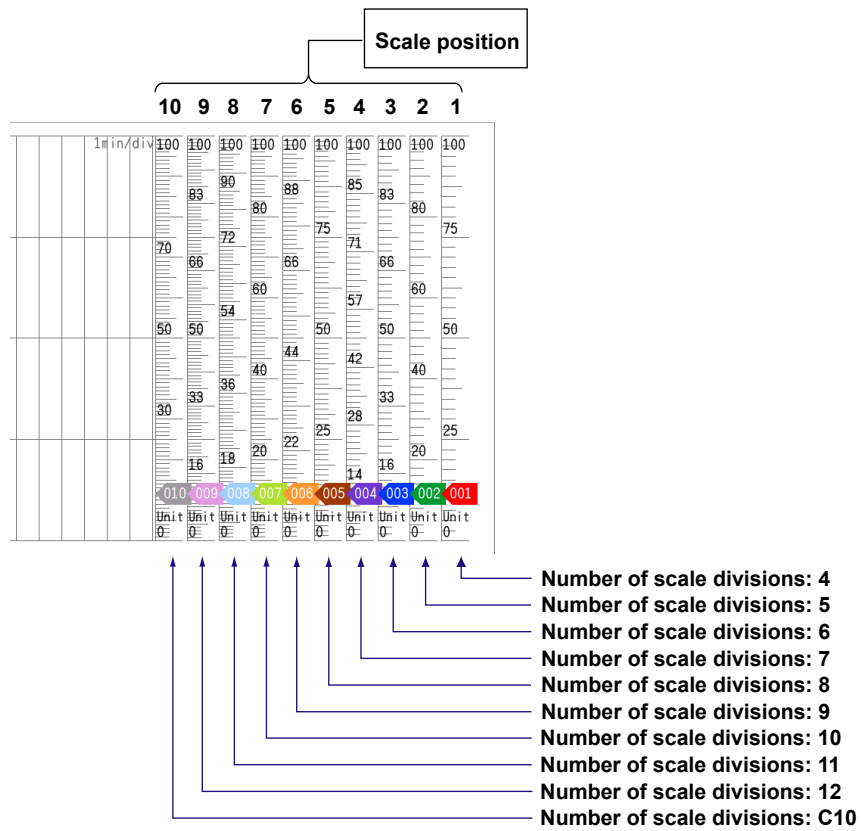 Scale position
10 9 8 7 6 5 4 3 2 1
1min/div 100 100 100 100 100 100 100 100 100 100
90 88 85
83 83
80 80
75 75
72 71
70
66 66 66
60 60
57
54
50 50 50 50 50
44
42
40 40
36
33 33
30
28
25 25
22
20 20
18
16 16
14
010 009 008 007 006 005 004 003 002 001
Unit Unit Unit Unit Unit Unit Unit Unit Unit Unit
0 0 0 0 0 0 0 0 0 0
Number of scale divisions: 4
Number of scale divisions: 5
Number of scale divisions: 6
Number of scale divisions: 7
Number of scale divisions: 8
Number of scale divisions: 9
Number of scale divisions: 10
Number of scale divisions: 11
Number of scale divisions: 12
Number of scale divisions: C10